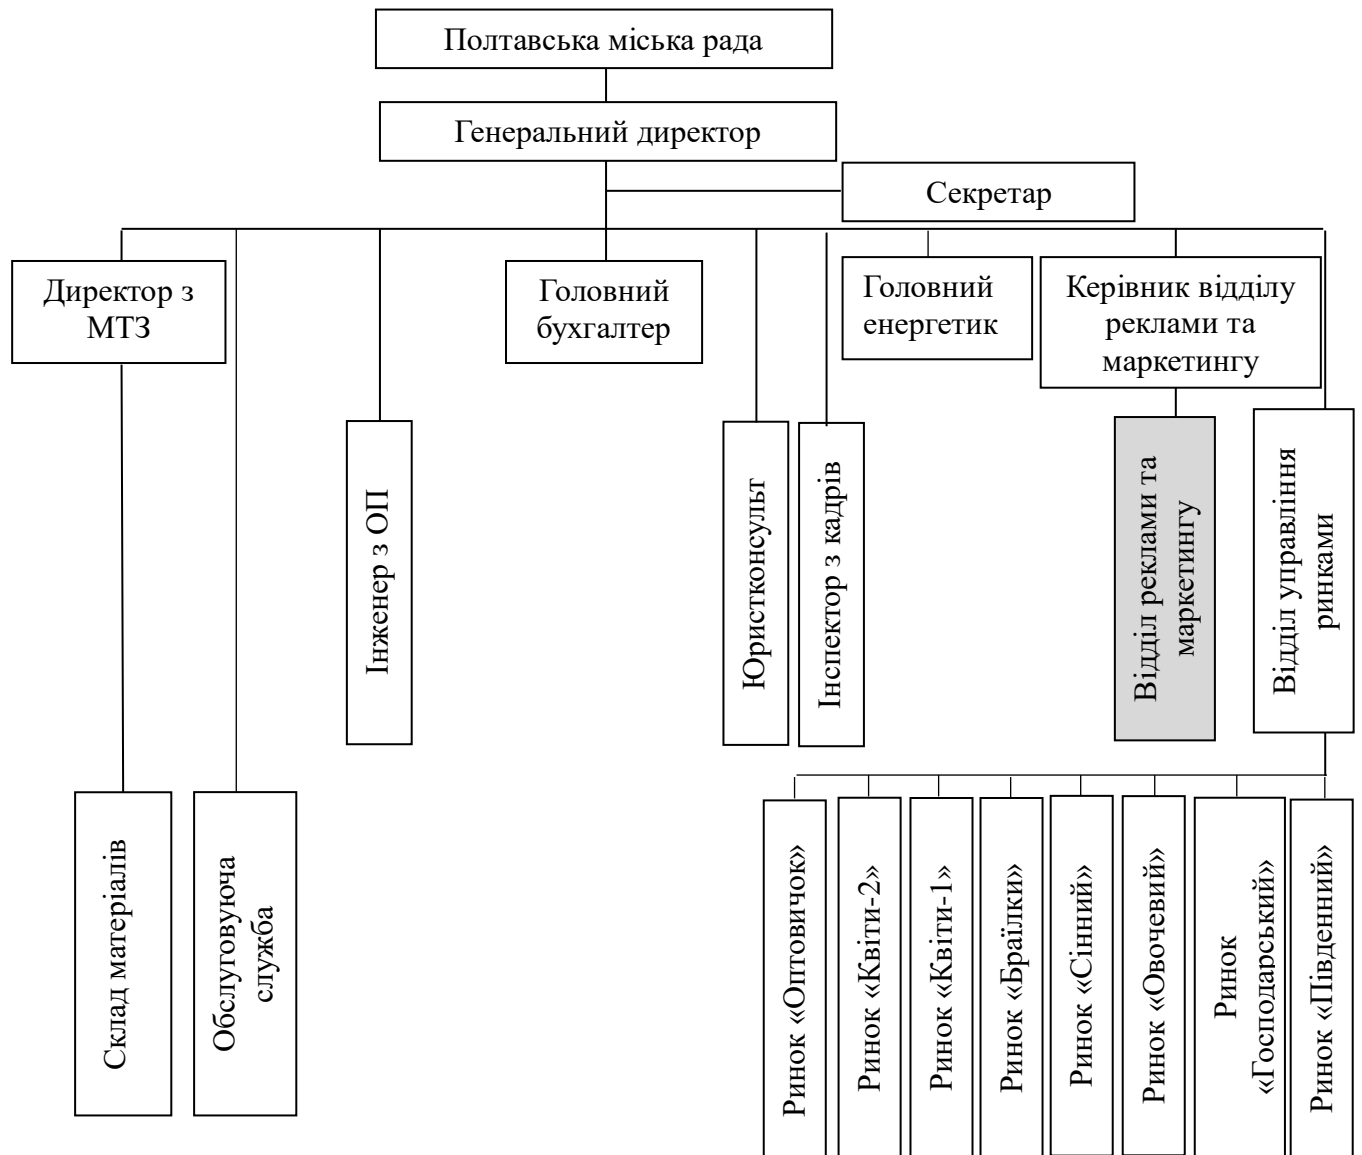 Полтавська міська рада
Генеральний директор
Секретар
Директор з
МТЗ
Головний
бухгалтер
Головний
енергетик
Керівник відділу
реклами та
маркетингу
Інженер з ОП
Юристконсульт
Інспектор з кадрів
Відділ реклами та
маркетингу
Відділ управління
ринками
Склад матеріалів
Обслуговуюча
служба
Ринок «Оптовичок»
Ринок «Квіти-2»
Ринок «Квіти-1»
Ринок «Браїлки»
Ринок «Сінний»
Ринок «Овочевий»
Ринок
«Господарський»
Ринок «Південний»